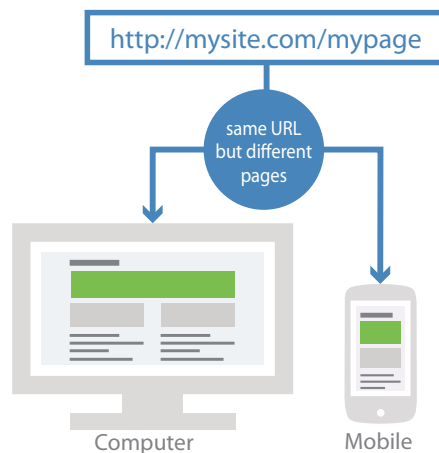 http://mysite.com/mypage
same URL
but different
pages
Computer
Mobile